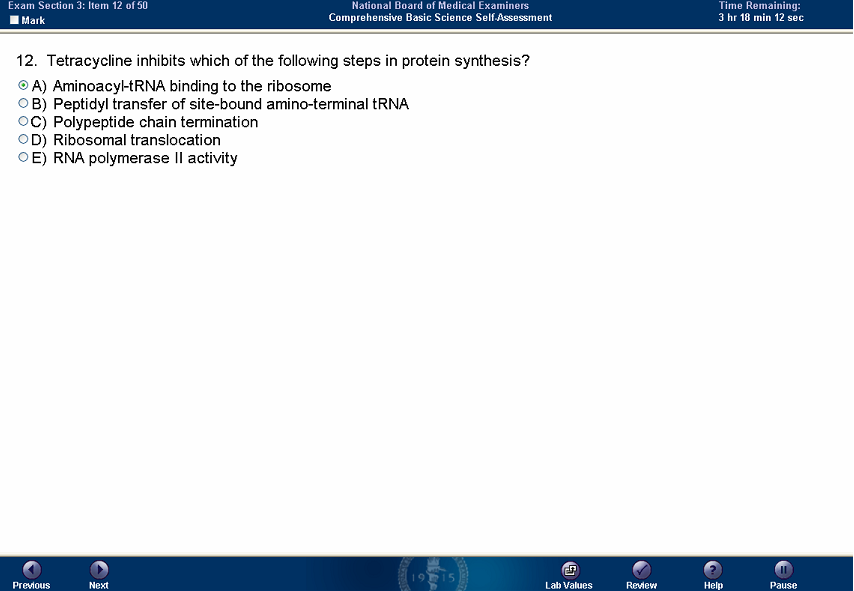 Exam Section 3: Item 12 of 50
National Board of Medical Examiners
Time Remaining:
Mark
Comprehensive Basic Science Self-Assessment
3 hr 18 min 12 sec
12. Tetracycline inhibits which of the following steps in protein synthesis?
A) Aminoacyl-tRNA binding to the ribosome
B) Peptidyl transfer of site-bound amino-terminal tRNA
C) Polypeptide chain termination
D) Ribosomal translocation
E) RNA polymerase II activity
1915
Previous
Next
Lab Values
Review
Help
Pause